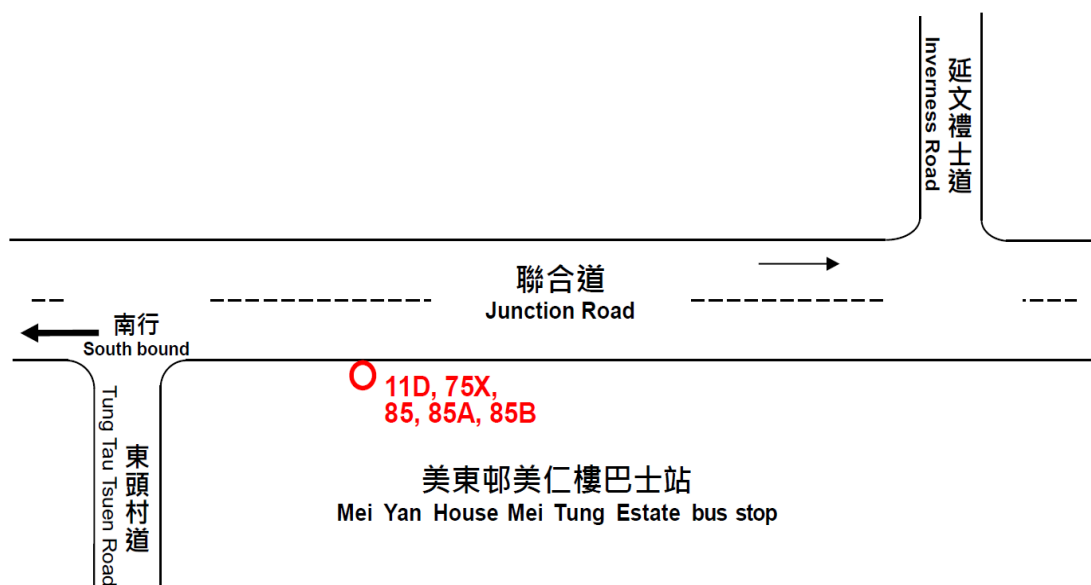 延文禮士道
Inverness Road
聯合道
Junction Road
南行
South bound
11D, 75X,
85, 85A, 85B
東頭村道
Tung Tau Tsuen Road
美東邨美仁樓巴士站
Mei Yan House Mei Tung Estate bus stop